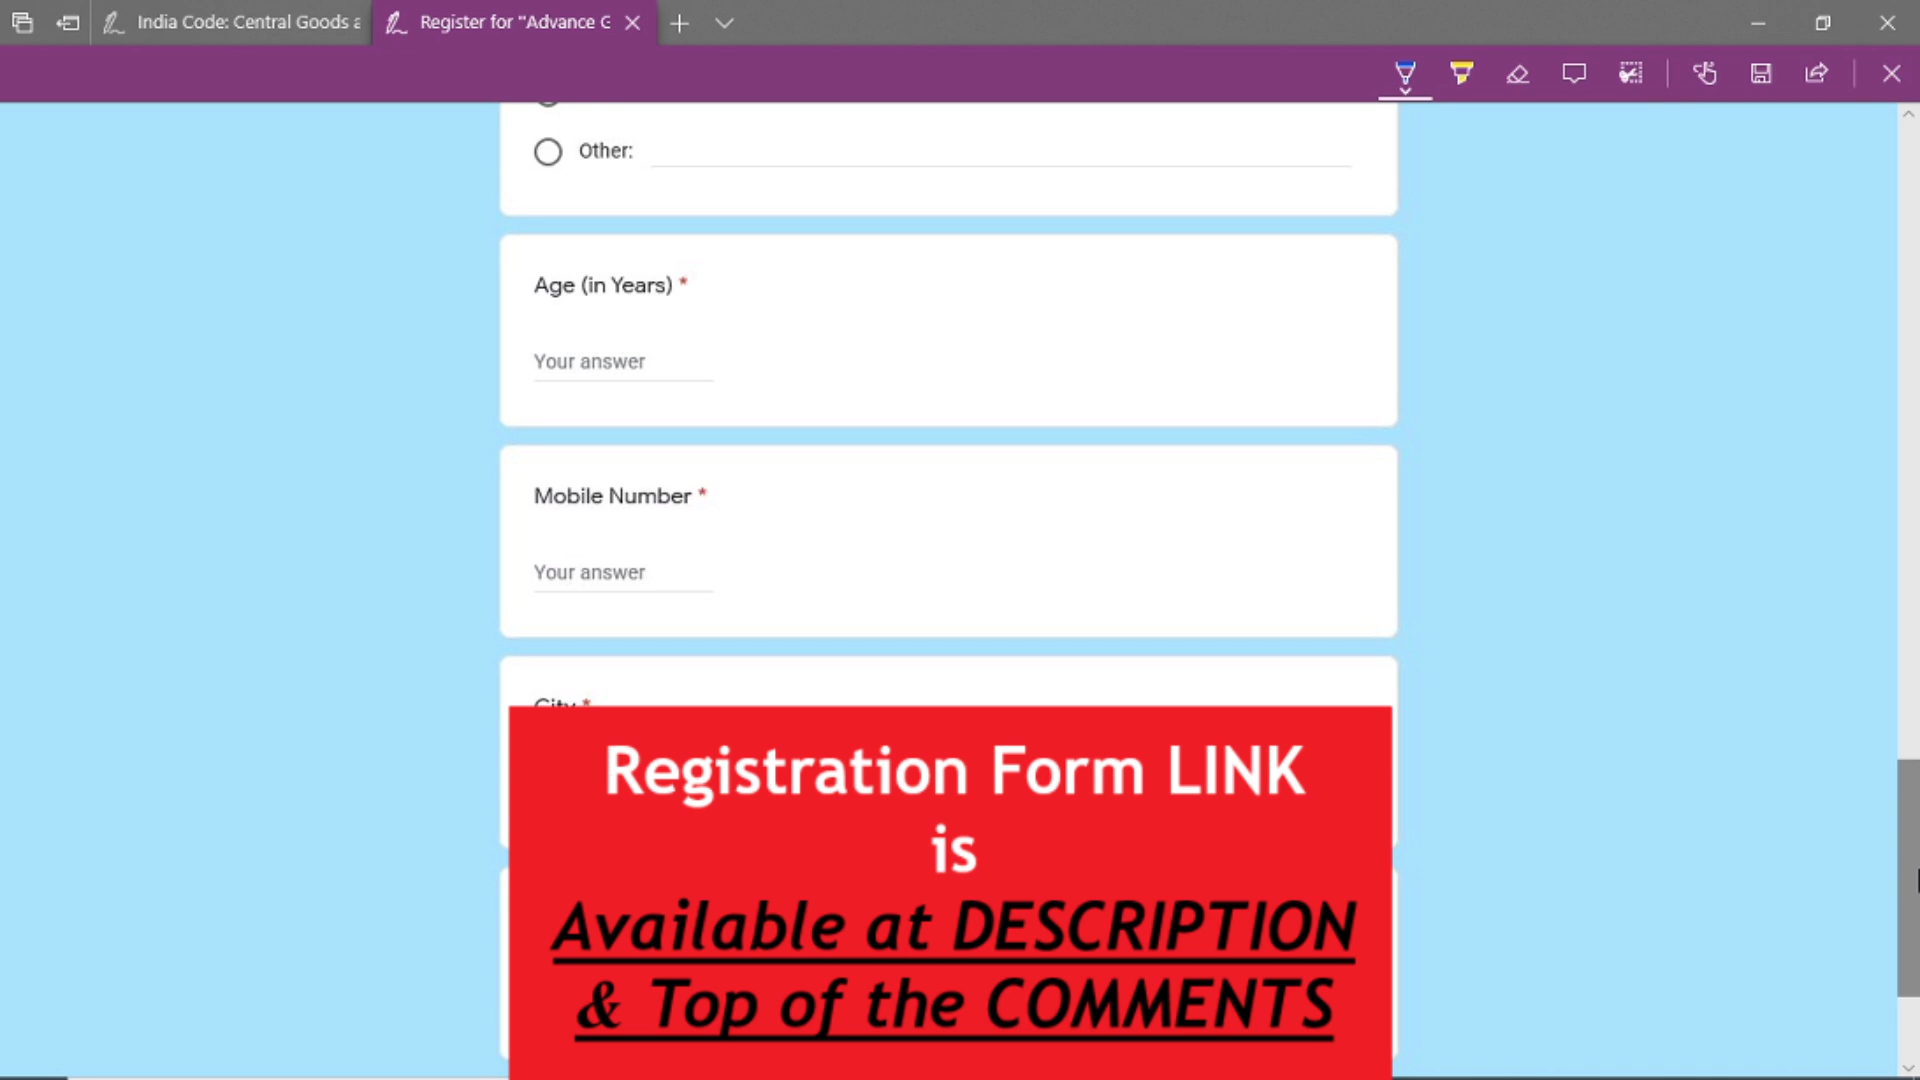 India Code: Central Goods a
Register for "Advance G
Other:
Age (in Years) *
Your answer
Mobile Number *
Your answer
City *
Registration Form LINK
is
Available at DESCRIPTION
& Top of the COMMENTS